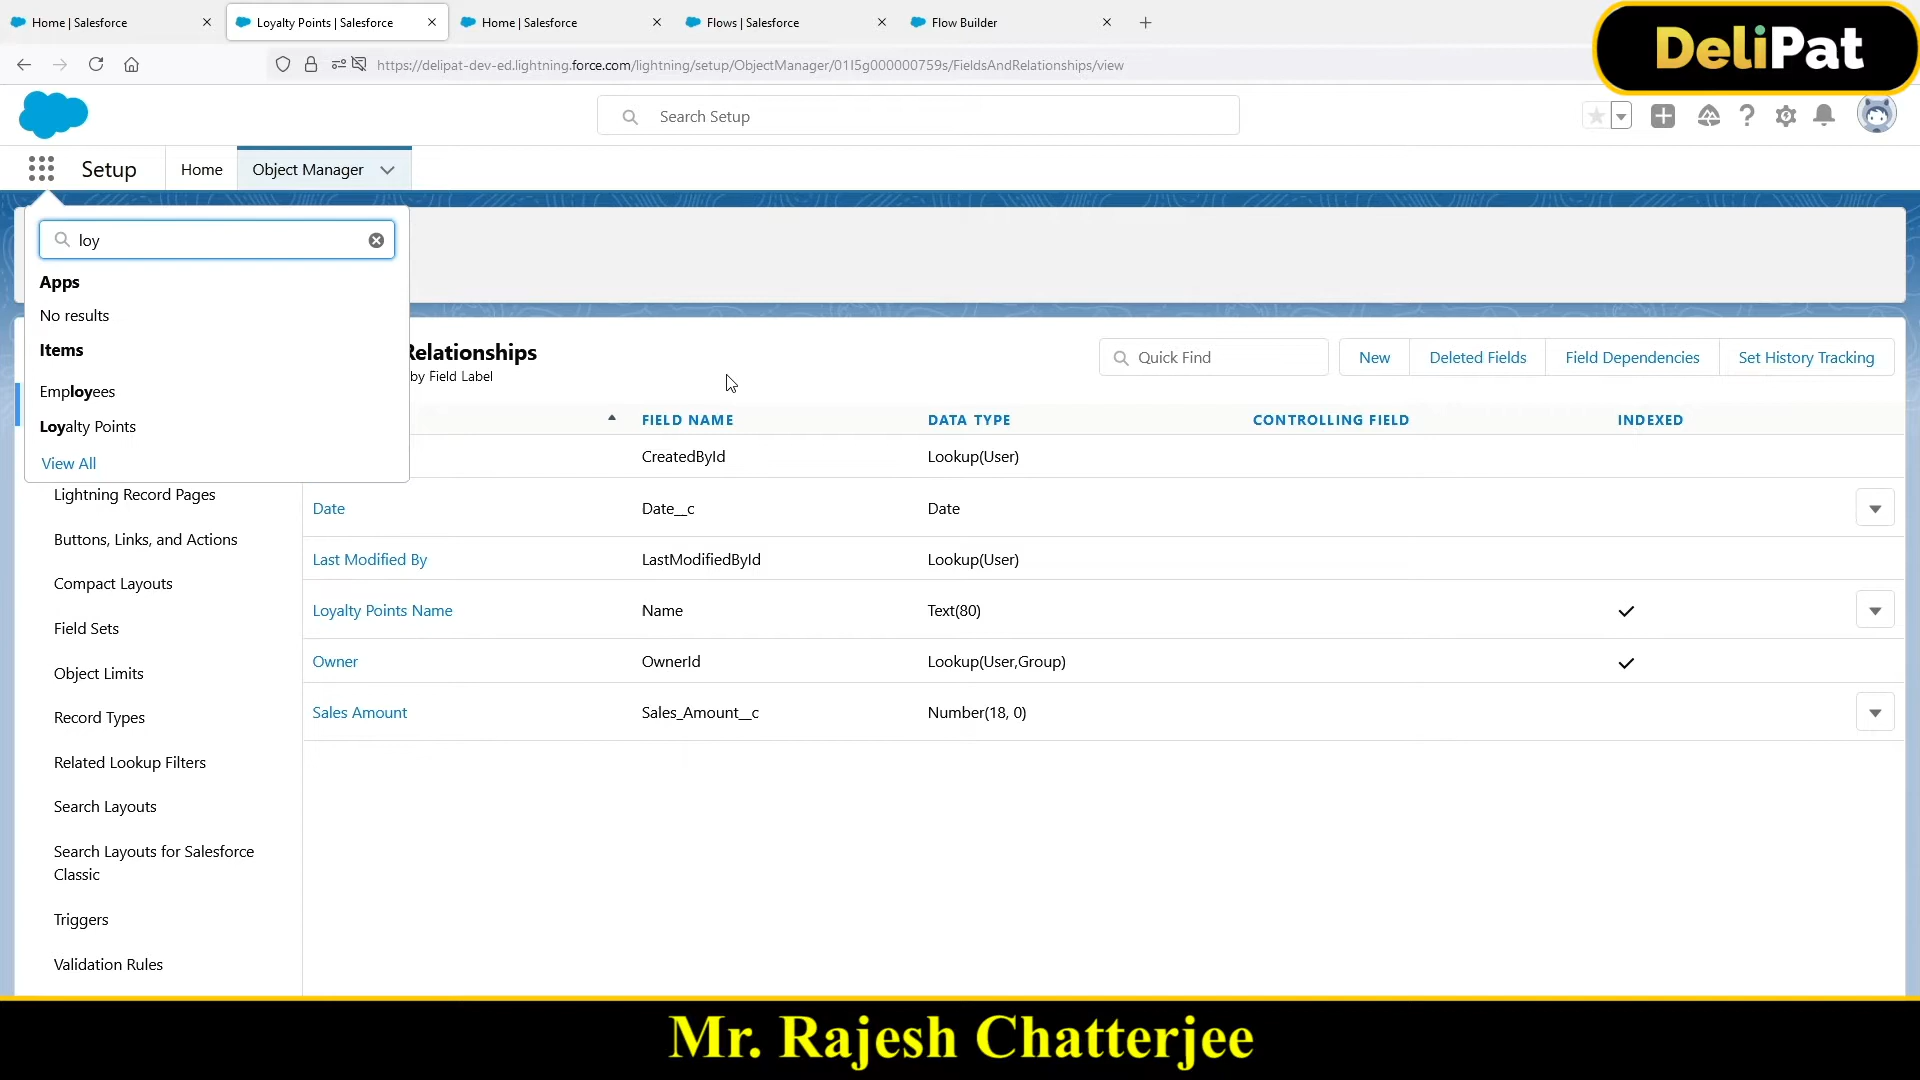 Home | Salesforce
Loyalty Points | Salesforce
Home | Salesforce
Flows | Salesforce
Flow Builder
DeliPat
https://delipat-dev-ed.lightning.force.com/lightning/setup/ObjectManager/01I5g000000759s/FieldsAndRelationships/view
Search Setup
Setup
Home
Object Manager
loy
Apps
No results
Items
Employees
Loyalty Points
View All
Relationships
by Field Label
Quick Find
New
Deleted Fields
Field Dependencies
Set History Tracking
FIELD NAME
DATA TYPE
CONTROLLING FIELD
INDEXED
CreatedById
Lookup(User)
Date
Date__c
Date
Last Modified By
LastModifiedById
Lookup(User)
Loyalty Points Name
Name
Text(80)
Owner
OwnerId
Lookup(User,Group)
Sales Amount
Sales_Amount__c
Number(18, 0)
Lightning Record Pages
Buttons, Links, and Actions
Compact Layouts
Field Sets
Object Limits
Record Types
Related Lookup Filters
Search Layouts
Search Layouts for Salesforce
Classic
Triggers
Validation Rules
Mr. Rajesh Chatterjee